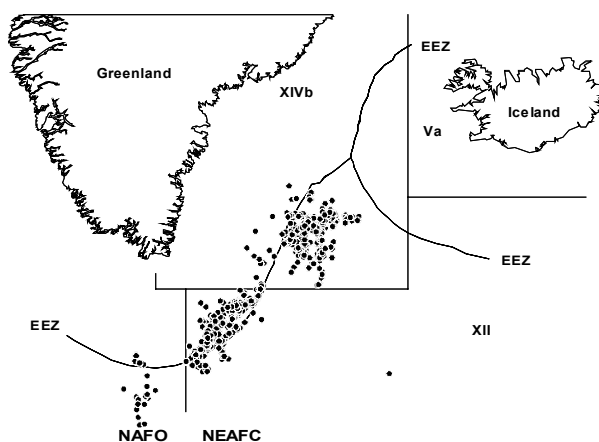 EEZ
Greenland
XIVb
Iceland
Va
EEZ
EEZ
XII
NAFO
NEAFC